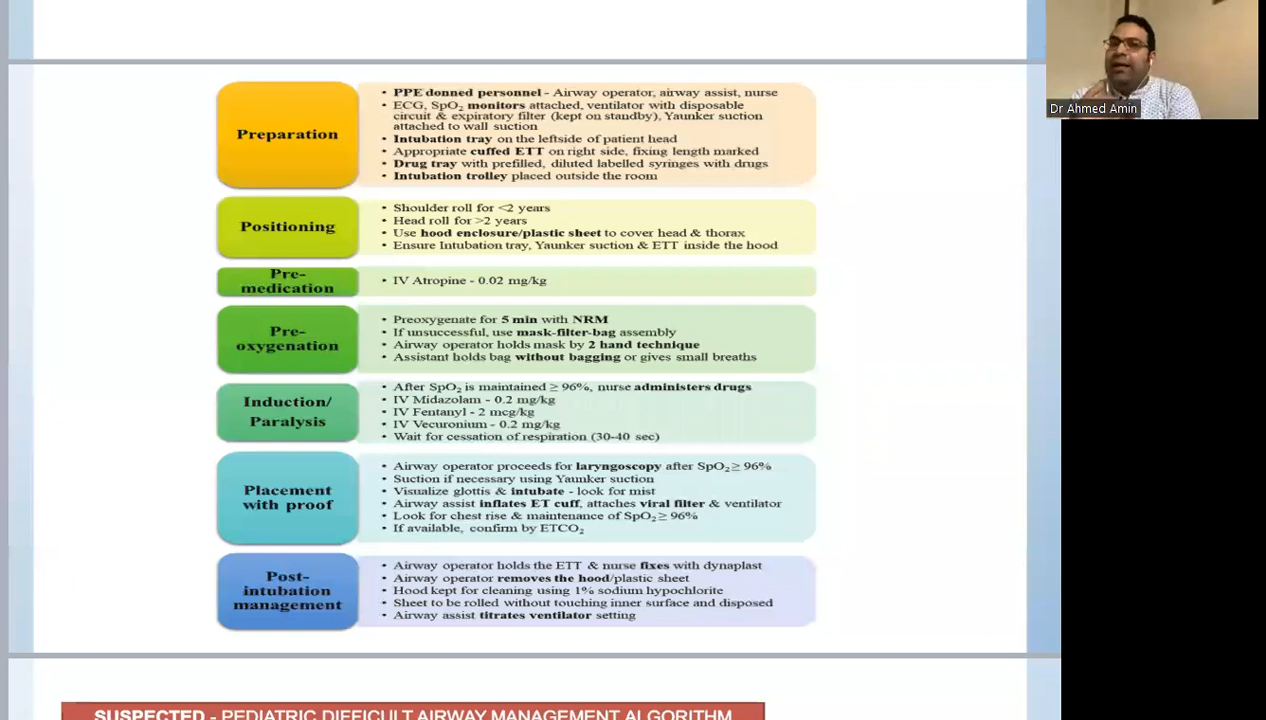 Preparation
• PPE donned personnel - Airway operator, airway assist, nurse
• ECG, SpO₂ monitors attached, ventilator with disposable
circuit & expiratory filter (kept on standby), Yaunker suction
attached to wall suction
• Intubation tray on the leftside of patient head
• Appropriate cuffed ETT on right side, fixing length marked
• Drug tray with prefilled, diluted labelled syringes with drugs
• Intubation trolley placed outside the room
Positioning
• Shoulder roll for <2 years
• Head roll for >2 years
• Use hood enclosure/plastic sheet to cover head & thorax
• Ensure Intubation tray, Yaunker suction & ETT inside the hood
Pre-
medication
• IV Atropine - 0.02 mg/kg
Pre-
oxygenation
• Preoxygenate for 5 min with NRM
• If unsuccessful, use mask-filter-bag assembly
• Airway operator holds mask by 2 hand technique
• Assistant holds bag without bagging or gives small breaths
Induction/
Paralysis
• After SpO₂ is maintained ≥ 96%, nurse administers drugs
• IV Midazolam - 0.2 mg/kg
• IV Fentanyl - 2 mcg/kg
• IV Vecuronium - 0.2 mg/kg
• Wait for cessation of respiration (30-40 sec)
Placement
with proof
• Airway operator proceeds for laryngoscopy after SpO₂ ≥ 96%
• Suction if necessary using Yaunker suction
• Visualize glottis & intubate - look for mist
• Airway assist inflates ET cuff, attaches viral filter & ventilator
• Look for chest rise & maintenance of SpO₂ ≥ 96%
• If available, confirm by ETCO₂
Post-
intubation
management
• Airway operator holds the ETT & nurse fixes with dynaplast
• Airway operator removes the hood/plastic sheet
• Hood kept for cleaning using 1% sodium hypochlorite
• Sheet to be rolled without touching inner surface and disposed
• Airway assist titrates ventilator setting
SUSPECTED - PEDIATRIC DIFFICULT AIRWAY MANAGEMENT ALGORITHM
Dr Ahmed Amin